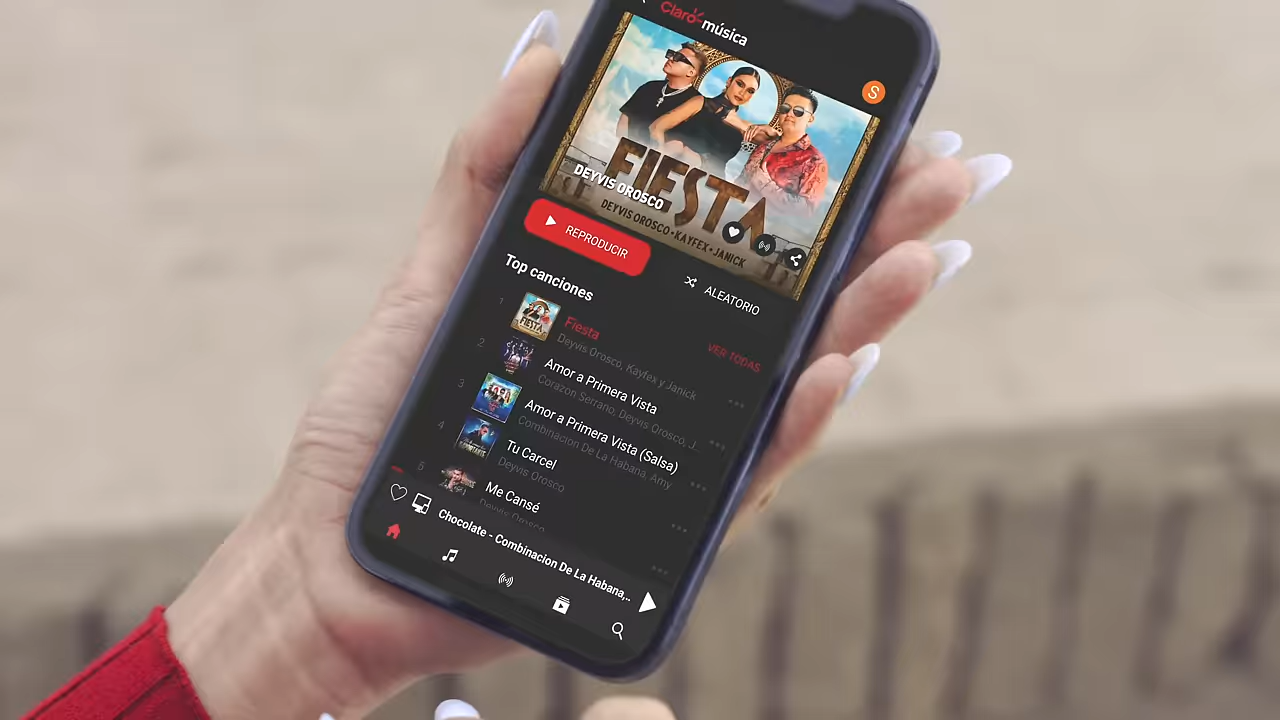 Claro música
S
FIESTA
DEYVIS OROSCO
DEYVIS OROSCO•KAYFEX•JANICK
REPRODUCIR
ALEATORIO
Top canciones
VER TODAS
1
Fiesta
Deyvis Orosco, Kayfex y Janick
2
Amor a Primera Vista
Corazon Serrano, Deyvis Orosco, J...
3
Amor a Primera Vista (Salsa)
Combinacion De La Habana, Amy
4
Tu Carcel
Deyvis Orosco
5
Me Cansé
Deyvis Orosco
Chocolate - Combinacion De La Habana,..